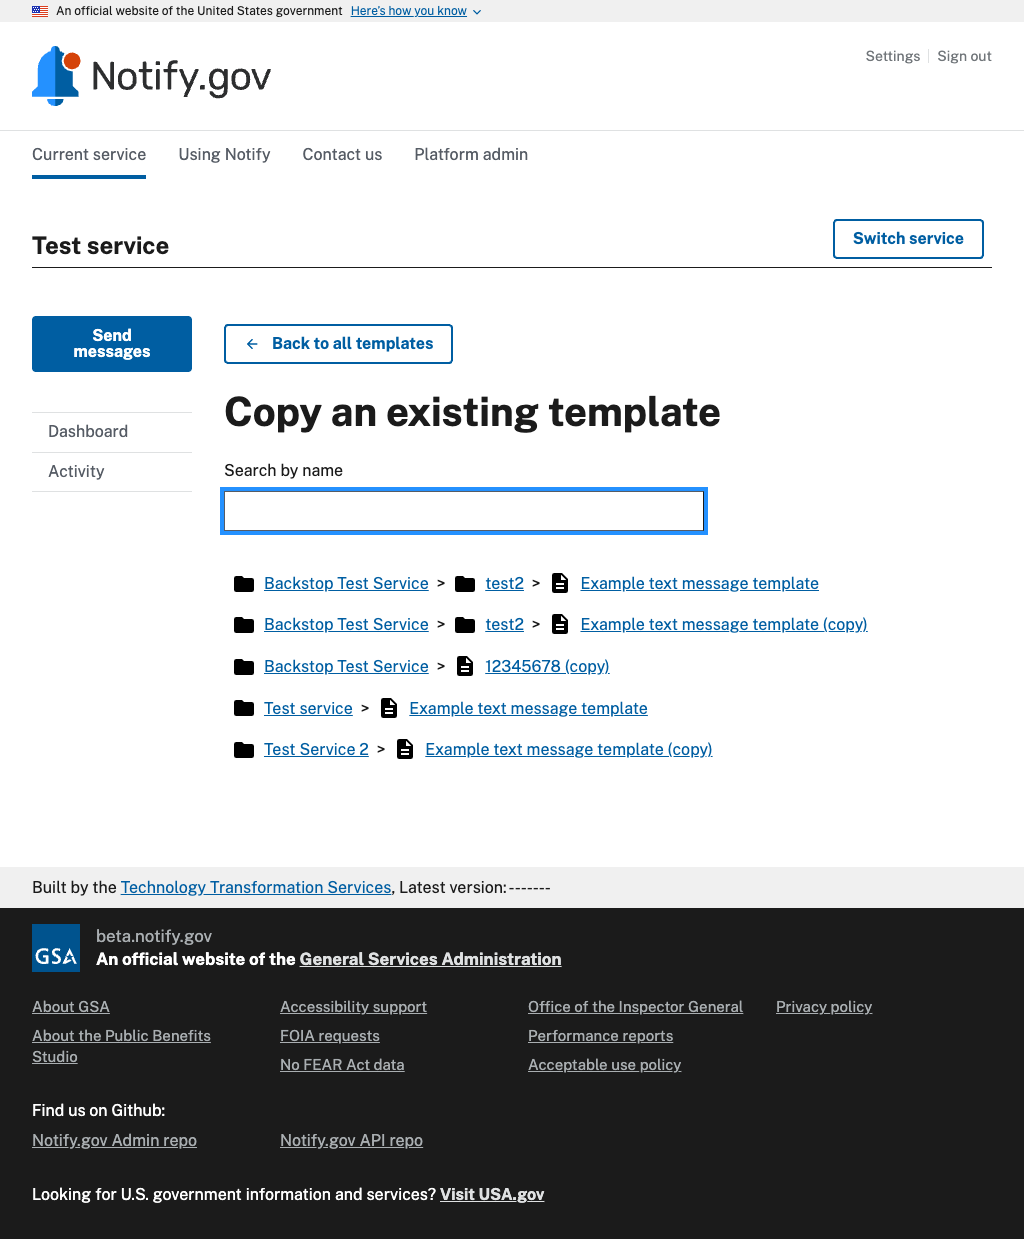 An official website of the United States government Here's how you know
Notify.gov
Settings Sign out
Current service Using Notify Contact us Platform admin
Test service
Switch service
Send
messages
Dashboard
Activity
Back to all templates
Copy an existing template
Search by name
Backstop Test Service > test2 > Example text message template
Backstop Test Service > test2 > Example text message template (copy)
Backstop Test Service > 12345678 (copy)
Test service > Example text message template
Test Service 2 > Example text message template (copy)
Built by the Technology Transformation Services, Latest version:-------
GSA
beta.notify.gov
An official website of the General Services Administration
About GSA
About the Public Benefits
Studio
Accessibility support
FOIA requests
No FEAR Act data
Office of the Inspector General
Performance reports
Acceptable use policy
Privacy policy
Find us on Github:
Notify.gov Admin repo Notify.gov API repo
Looking for U.S. government information and services? Visit USA.gov